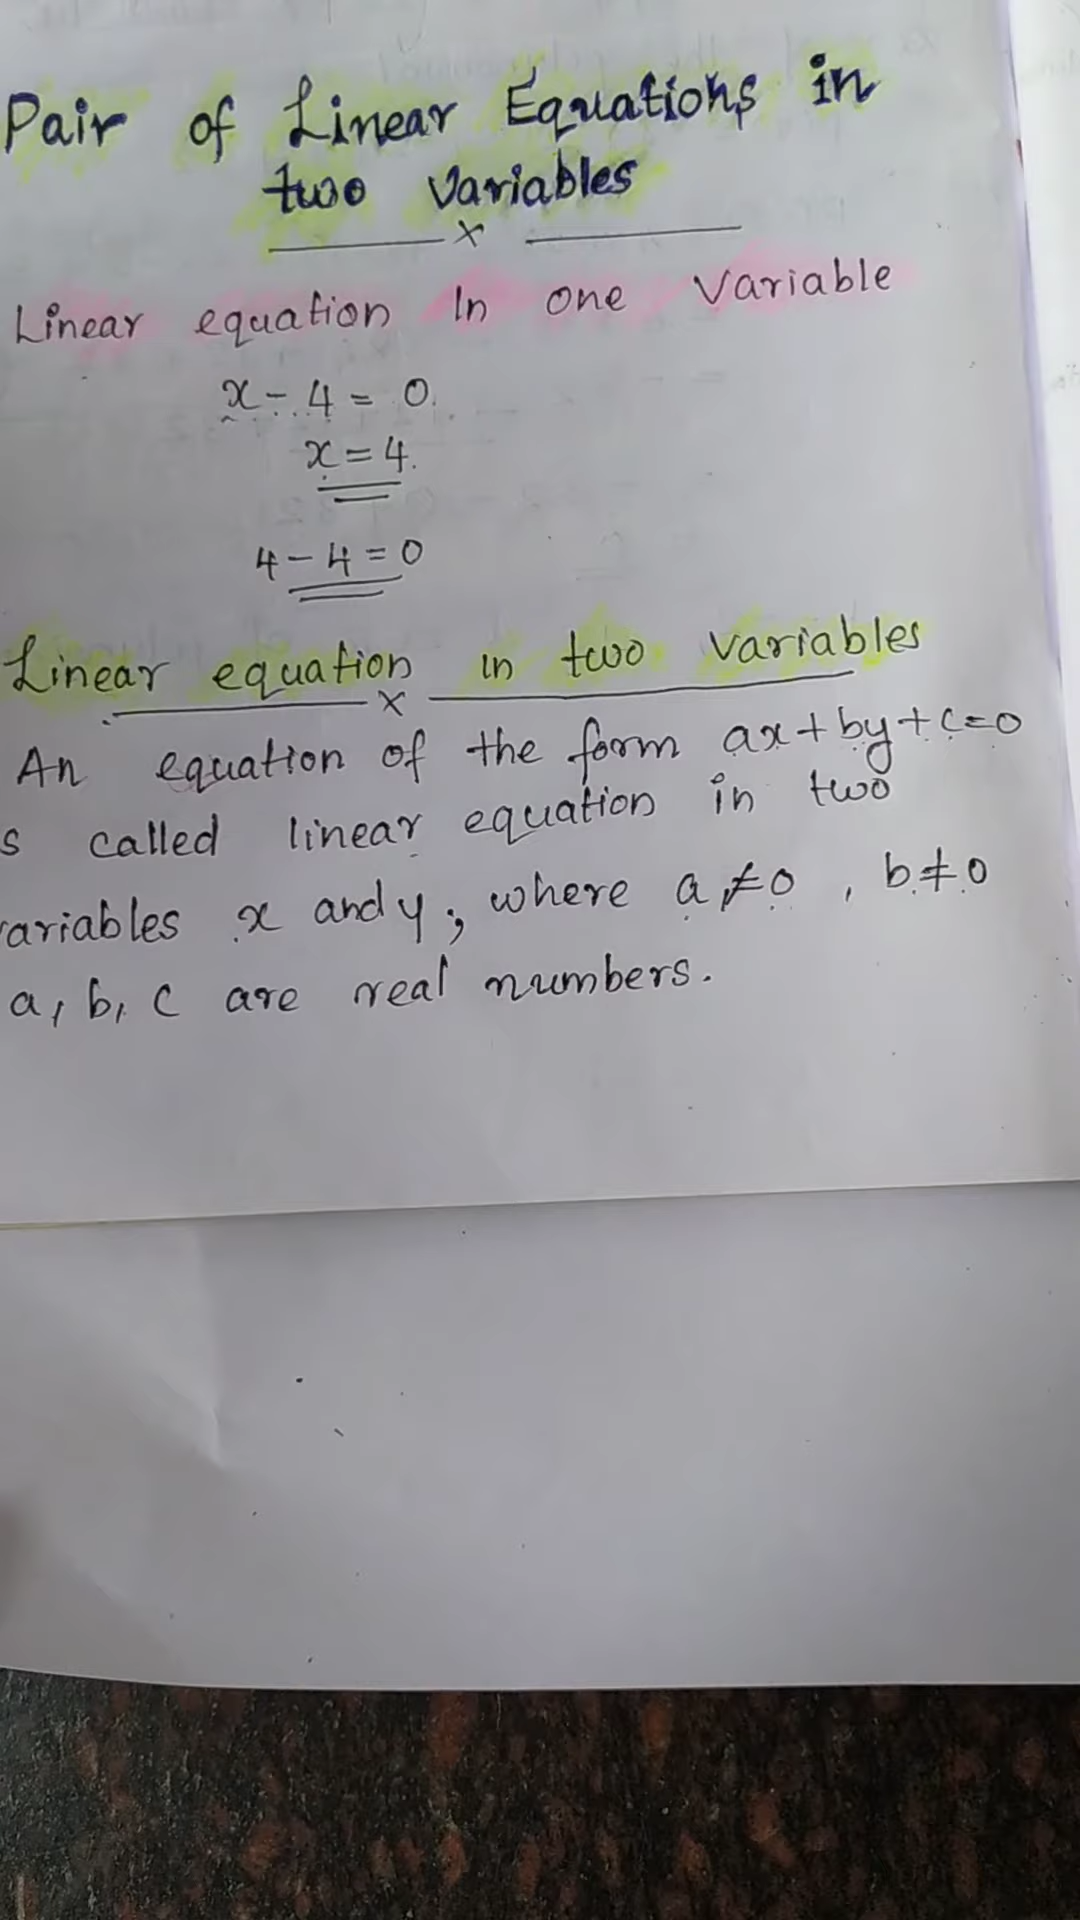 Pair of Linear Equations in
two Variables
x
Linear equation In one Variable
x - 4 = 0.
x = 4.
4 - 4 = 0
Linear equation in two variables
x
An equation of the form ax + by + c = 0
s called linear equation in two
ariables x and y, where a ≠ 0, b ≠ 0
a, b, c are real numbers.